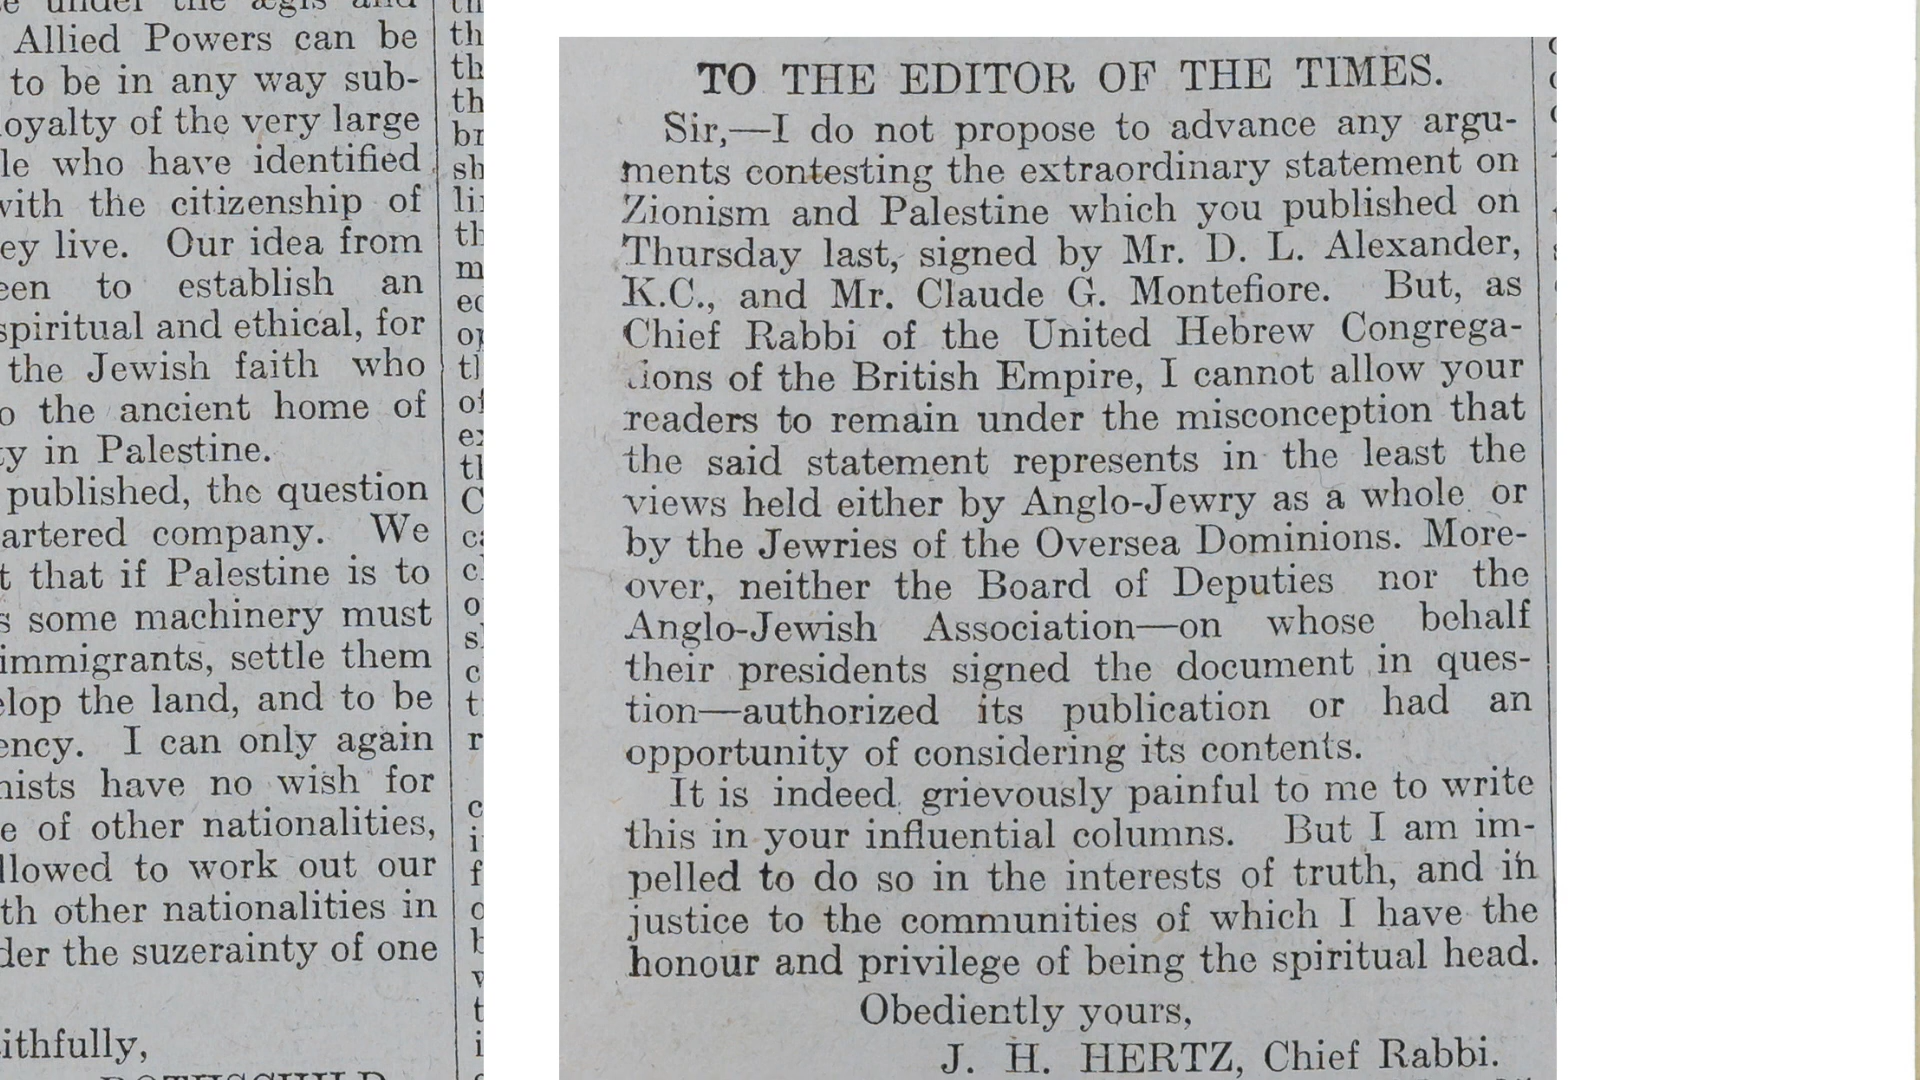 Allied Powers can be
to be in any way sub-
oyalty of the very large
le who have identified
with the citizenship of
ey live. Our idea from
een to establish an
spiritual and ethical, for
the Jewish faith who
o the ancient home of
ty in Palestine.
published, the question
artered company. We
t that if Palestine is to
s some machinery must
immigrants, settle them
elop the land, and to be
ency. I can only again
nists have no wish for
e of other nationalities,
llowed to work out our
th other nationalities in
der the suzerainty of one
ithfully,
TO THE EDITOR OF THE TIMES.
Sir,—I do not propose to advance any argu-
ments contesting the extraordinary statement on
Zionism and Palestine which you published on
Thursday last, signed by Mr. D. L. Alexander,
K.C., and Mr. Claude G. Montefiore. But, as
Chief Rabbi of the United Hebrew Congrega-
tions of the British Empire, I cannot allow your
readers to remain under the misconception that
the said statement represents in the least the
views held either by Anglo-Jewry as a whole or
by the Jewries of the Oversea Dominions. More-
over, neither the Board of Deputies nor the
Anglo-Jewish Association—on whose behalf
their presidents signed the document in ques-
tion—authorized its publication or had an
opportunity of considering its contents.
It is indeed grievously painful to me to write
this in your influential columns. But I am im-
pelled to do so in the interests of truth, and in
justice to the communities of which I have the
honour and privilege of being the spiritual head.
Obediently yours,
J. H. HERTZ, Chief Rabbi.